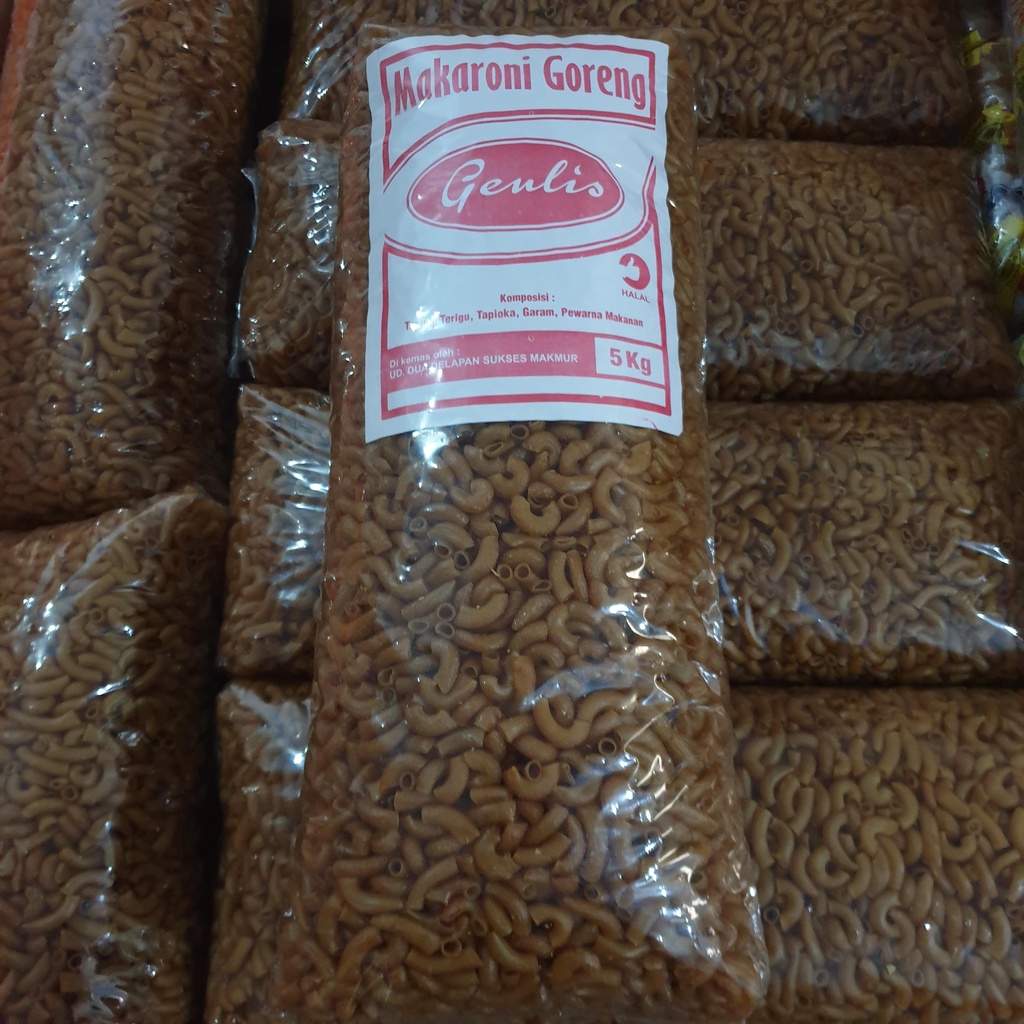 Makaroni Goreng
Geulis
HALAL
Komposisi :
Terigu, Tapioka, Garam, Pewarna Makanan
Di kemas oleh :
UD. DUA DELAPAN SUKSES MAKMUR
5 Kg